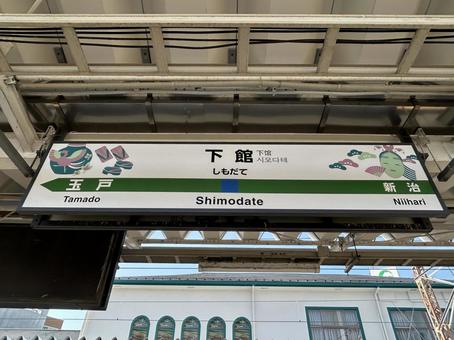 下館 下馆
시모다테
しもだて
玉戸 新治
Tamado Shimodate Niihari